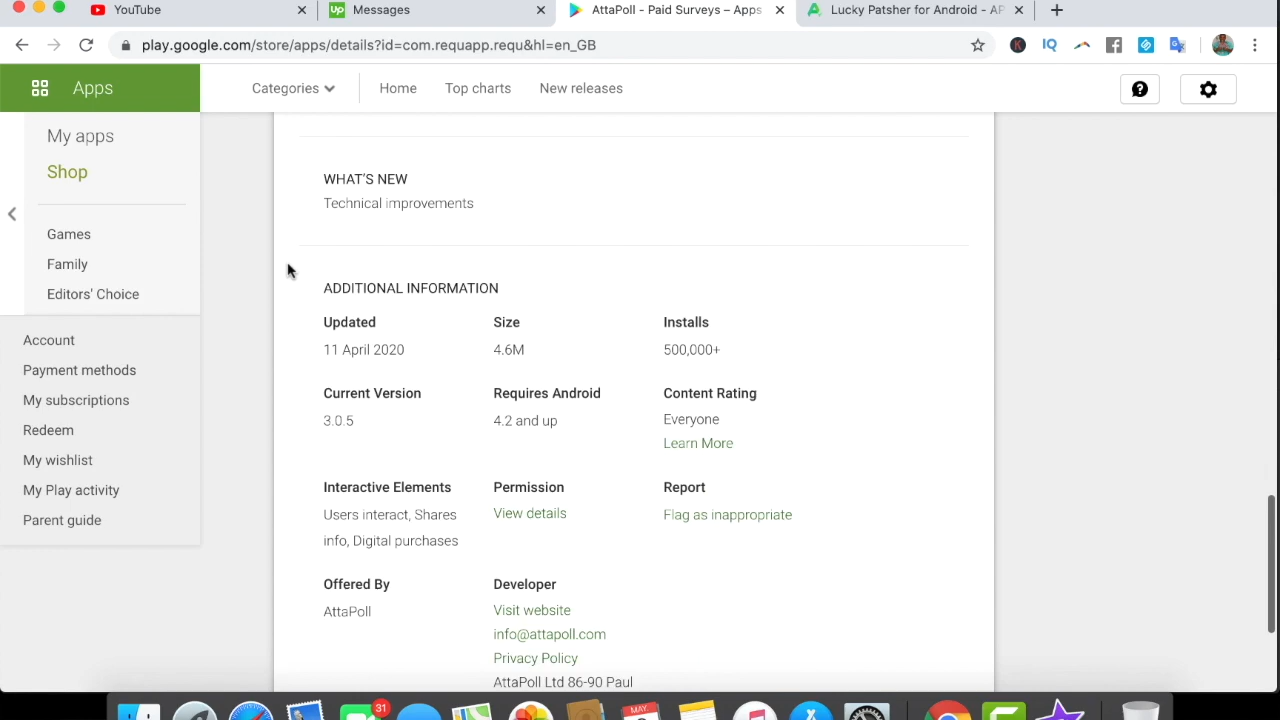 YouTube
Up Messages
AttaPoll - Paid Surveys – Apps
Lucky Patsher for Android - AP
play.google.com/store/apps/details?id=com.requapp.requ&hl=en_GB
K
IQ
Apps
Categories
Home
Top charts
New releases
My apps
Shop
Games
Family
Editors' Choice
Account
Payment methods
My subscriptions
Redeem
My wishlist
My Play activity
Parent guide
WHAT'S NEW
Technical improvements
ADDITIONAL INFORMATION
Updated
11 April 2020
Size
4.6M
Installs
500,000+
Current Version
3.0.5
Requires Android
4.2 and up
Content Rating
Everyone
Learn More
Interactive Elements
Users interact, Shares
info, Digital purchases
Permission
View details
Report
Flag as inappropriate
Offered By
AttaPoll
Developer
Visit website
info@attapoll.com
Privacy Policy
AttaPoll Ltd 86-90 Paul
31
MAY